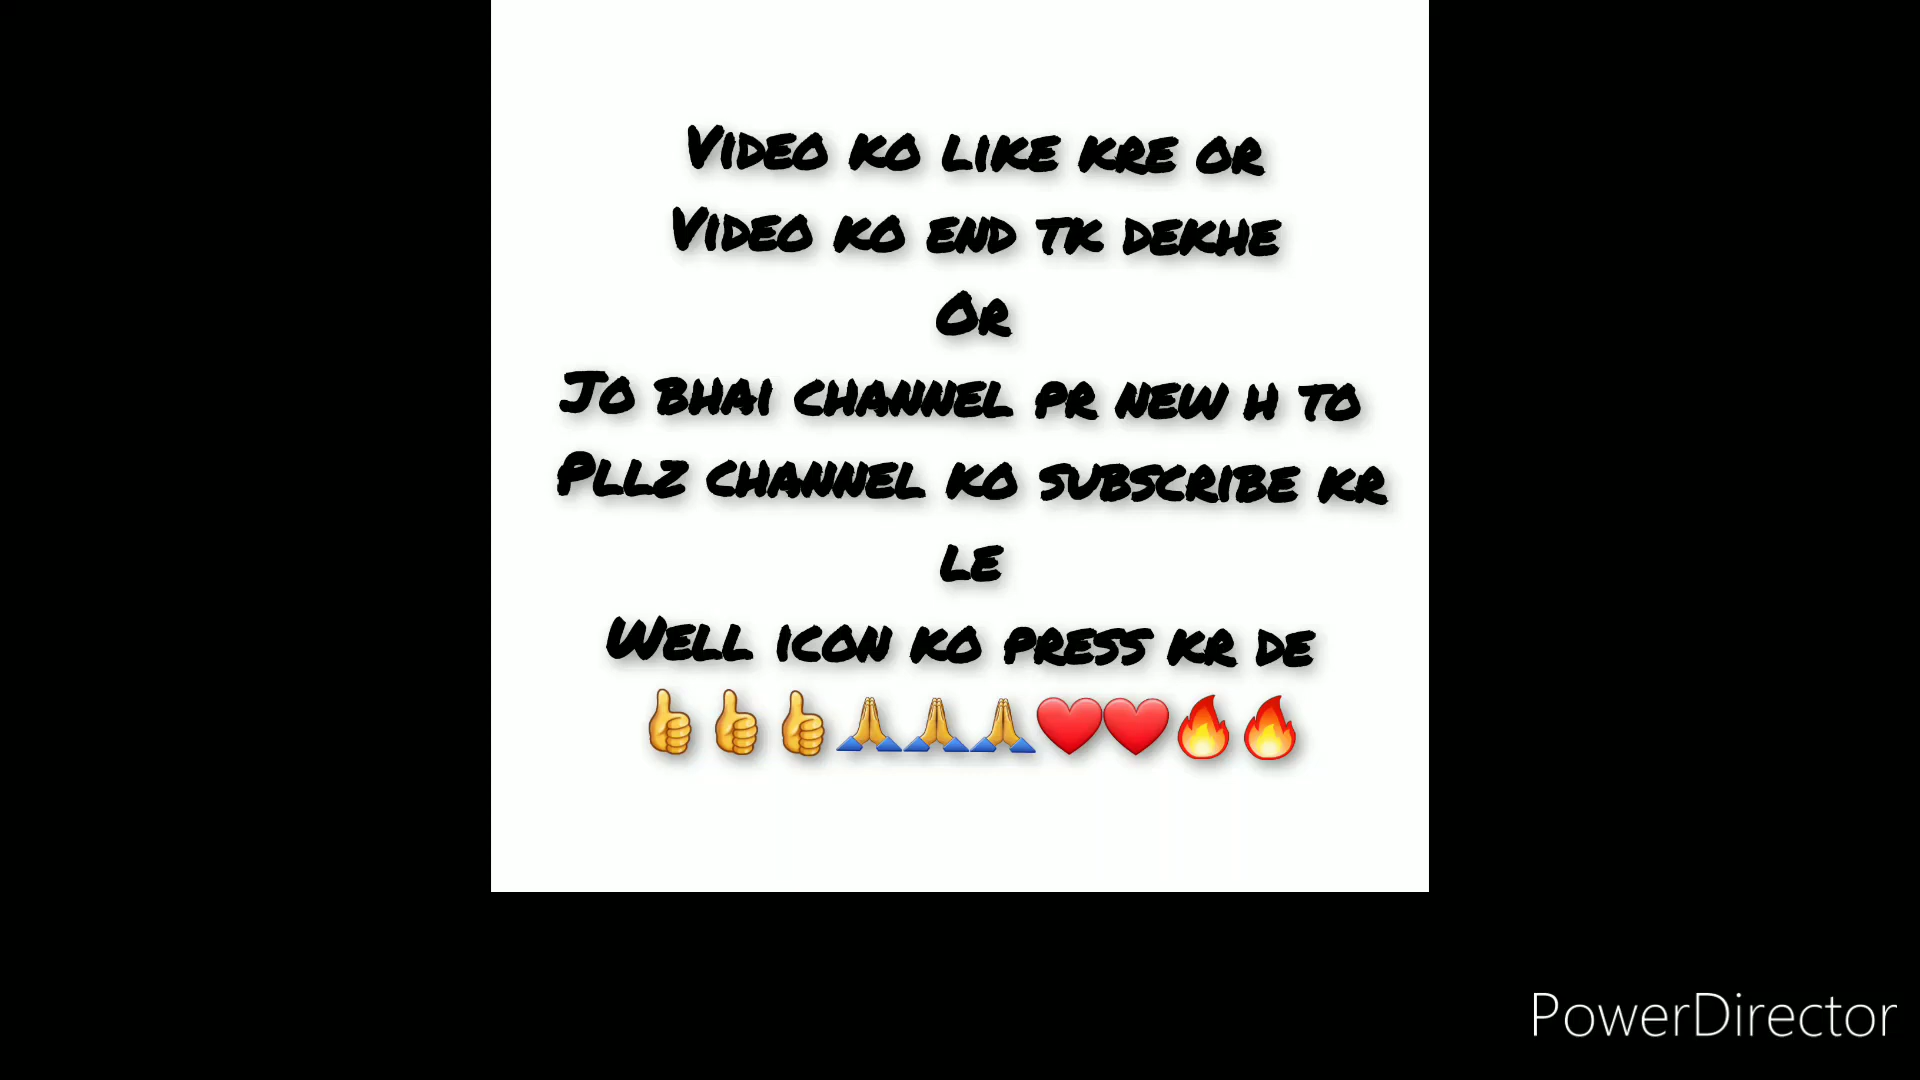 Video ko like kre or
Video ko end tk dekhe
Or
Jo bhai channel pr new h to
Pllz channel ko subscribe kr
le
Well icon ko press kr de
👍👍👍🙏🙏🙏❤️❤️🔥🔥
PowerDirector